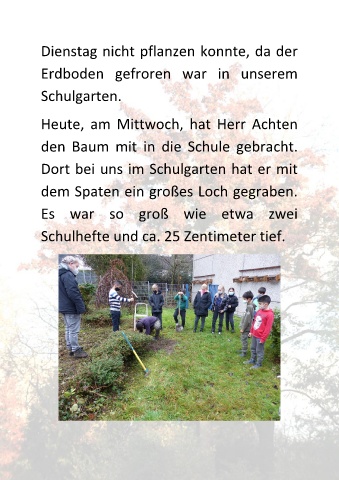 Dienstag nicht pflanzen konnte, da der
Erdboden gefroren war in unserem
Schulgarten.
Heute, am Mittwoch, hat Herr Achten
den Baum mit in die Schule gebracht.
Dort bei uns im Schulgarten hat er mit
dem Spaten ein großes Loch gegraben.
Es war so groß wie etwa zwei
Schulhefte und ca. 25 Zentimeter tief.